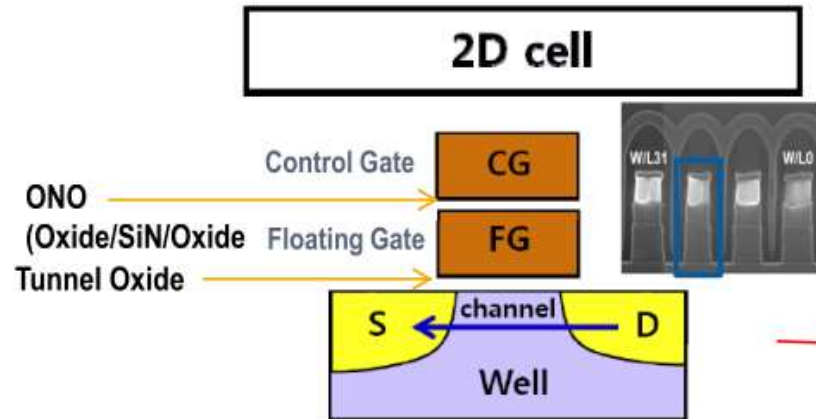 2D cell
W/L31
W/L0
Control Gate
CG
ONO
(Oxide/SiN/Oxide
Floating Gate
FG
Tunnel Oxide
S
channel
D
Well